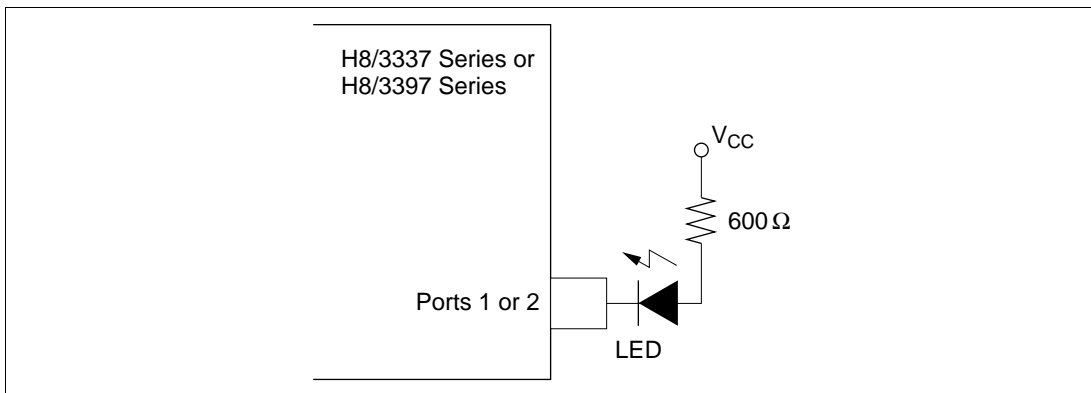 H8/3337 Series or
H8/3397 Series
VCC
600 Ω
Ports 1 or 2
LED